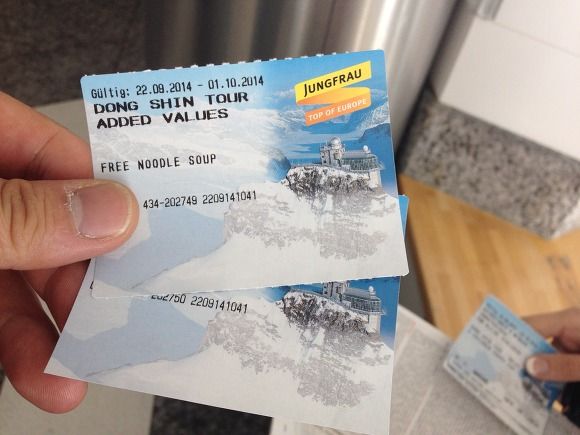 Gültig: 22.09.2014 - 01.10.2014
DONG SHIN TOUR
ADDED VALUES
JUNGFRAU
TOP OF EUROPE
FREE NOODLE SOUP
434-202749 2209141041
202750 2209141041